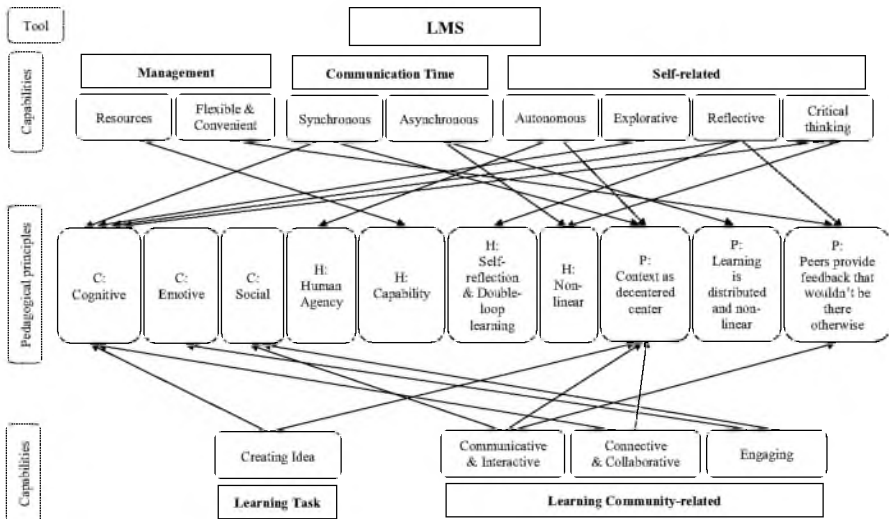 Tool
LMS
Capabilities
Management
Communication Time
Self-related
Resources
Flexible &
Convenient
Synchronous
Asynchronous
Autonomous
Explorative
Reflective
Critical
thinking
Pedagogical principles
C:
Cognitive
C:
Emotive
C:
Social
H:
Human
Agency
H:
Capability
H:
Self-
reflection
& Double-
loop
learning
H:
Non-
linear
P:
Context as
decentered
center
P:
Learning
is
distributed
and non-
linear
P:
Peers provide
feedback that
wouldn't be
there
otherwise
Capabilities
Creating Idea
Communicative
& Interactive
Connective
& Collaborative
Engaging
Learning Task
Learning Community-related